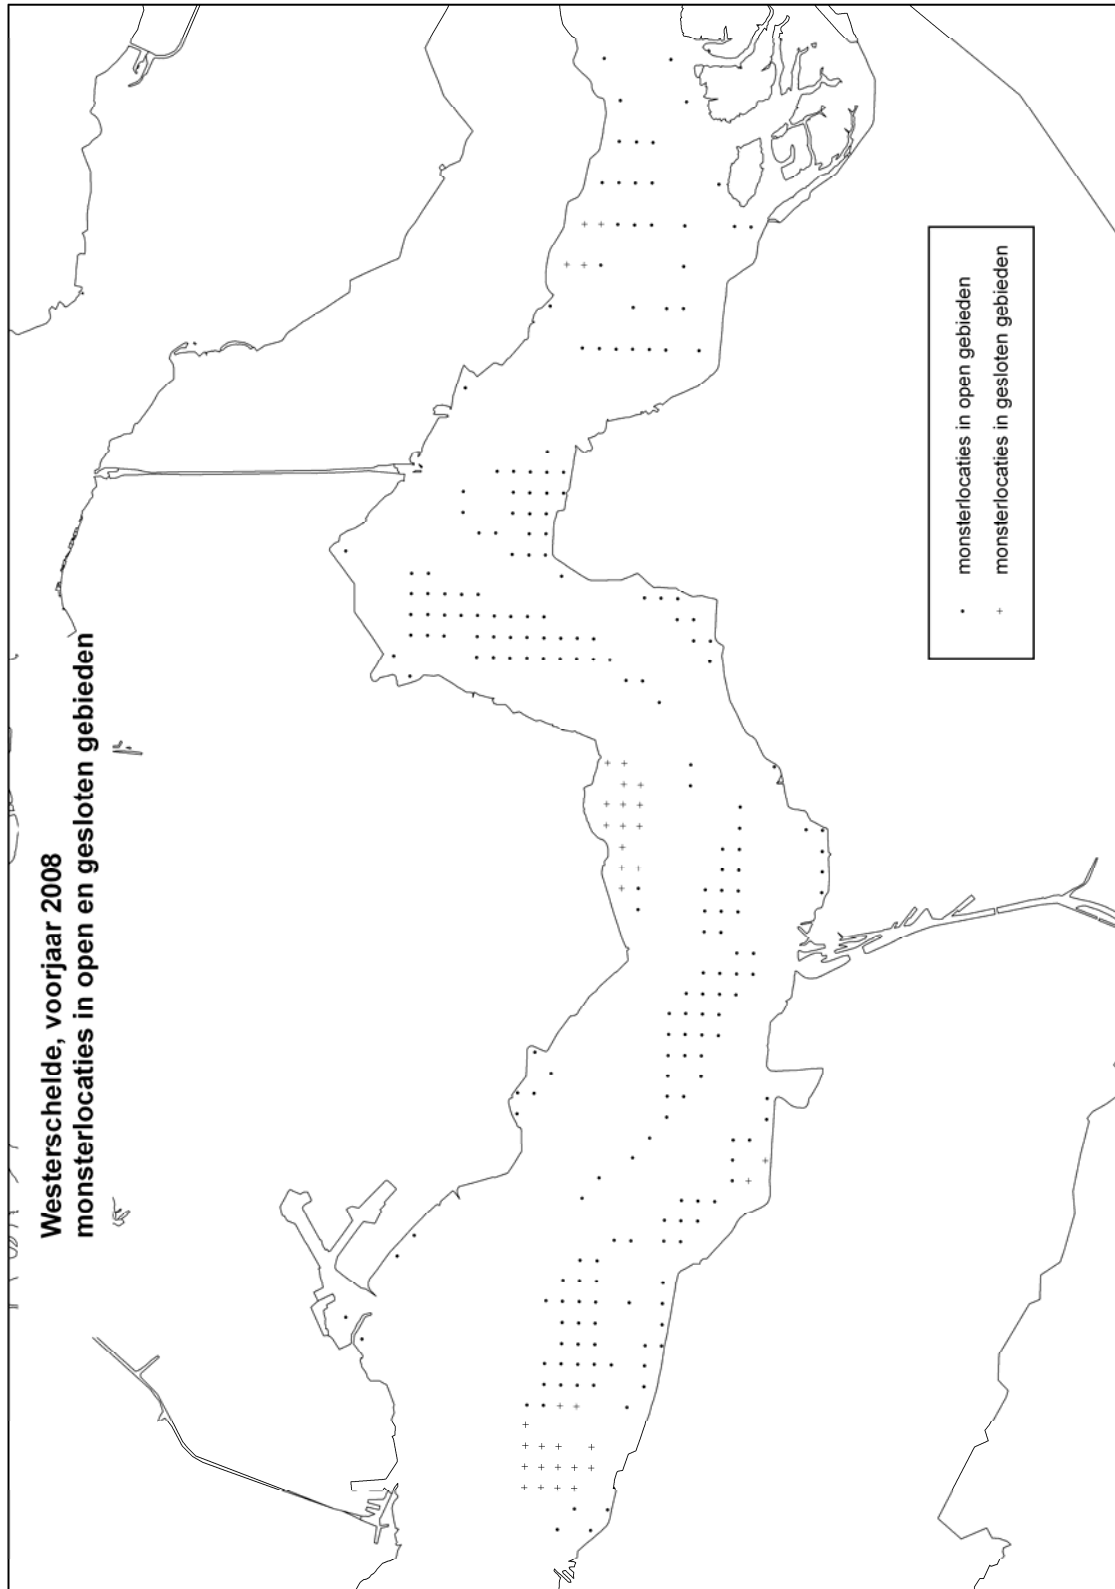 Westerschelde, voorjaar 2008
monsterlocaties in open en gesloten gebieden
monsterlocaties in open gebieden
monsterlocaties in gesloten gebieden